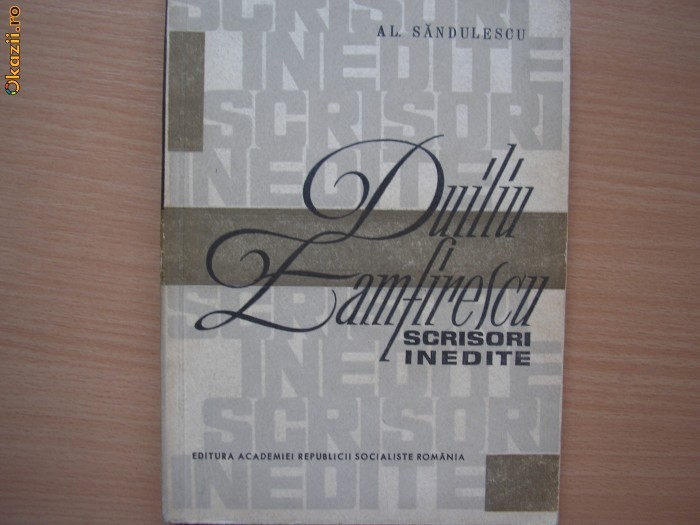 Okazii.ro
SCRISORI
AL. SĂNDULESCU
INEDITE
SCRISORI
INEDITE
Duiliu
Zamfirescu
SCRISORI
INEDITE
SCRISORI
INEDITE
SCRISORI
EDITURA ACADEMIEI REPUBLICII SOCIALISTE ROMÂNIA
INEDITE